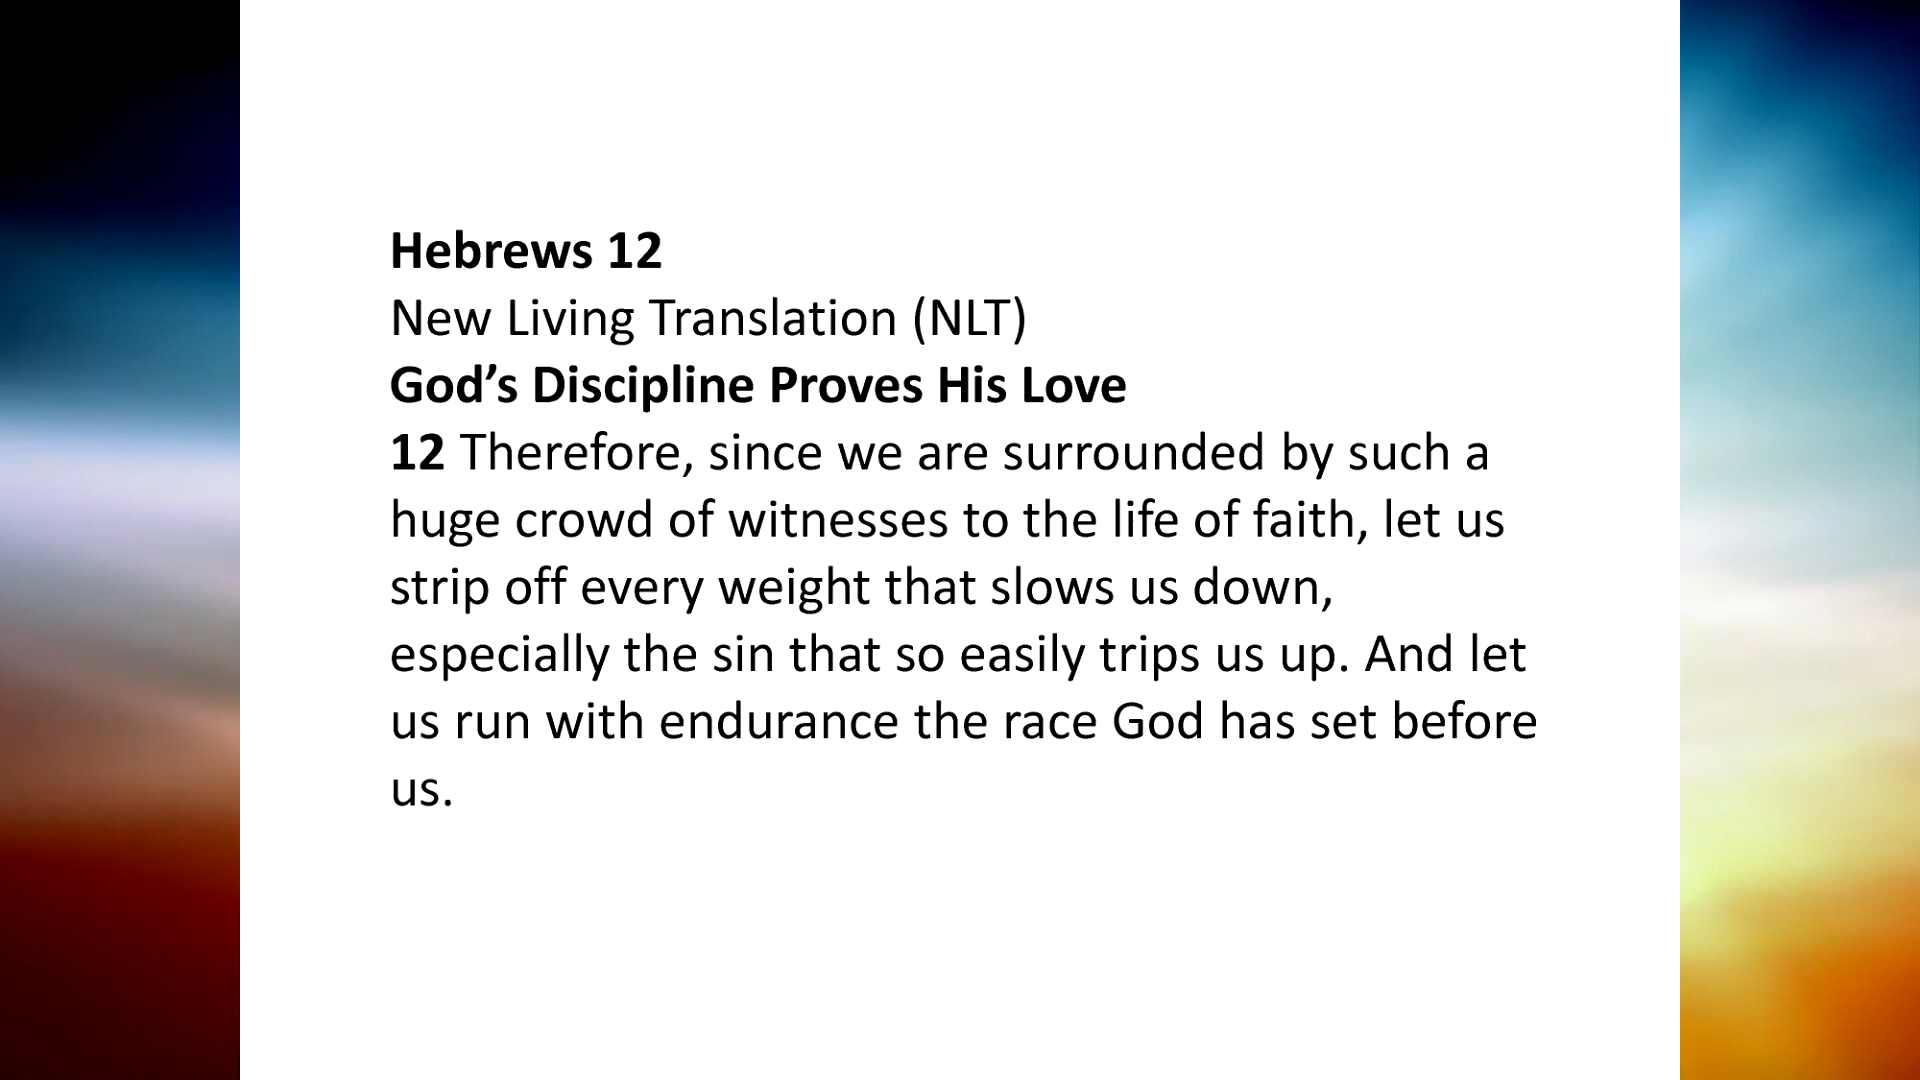 Hebrews 12
New Living Translation (NLT)
God’s Discipline Proves His Love
12 Therefore, since we are surrounded by such a
huge crowd of witnesses to the life of faith, let us
strip off every weight that slows us down,
especially the sin that so easily trips us up. And let
us run with endurance the race God has set before
us.